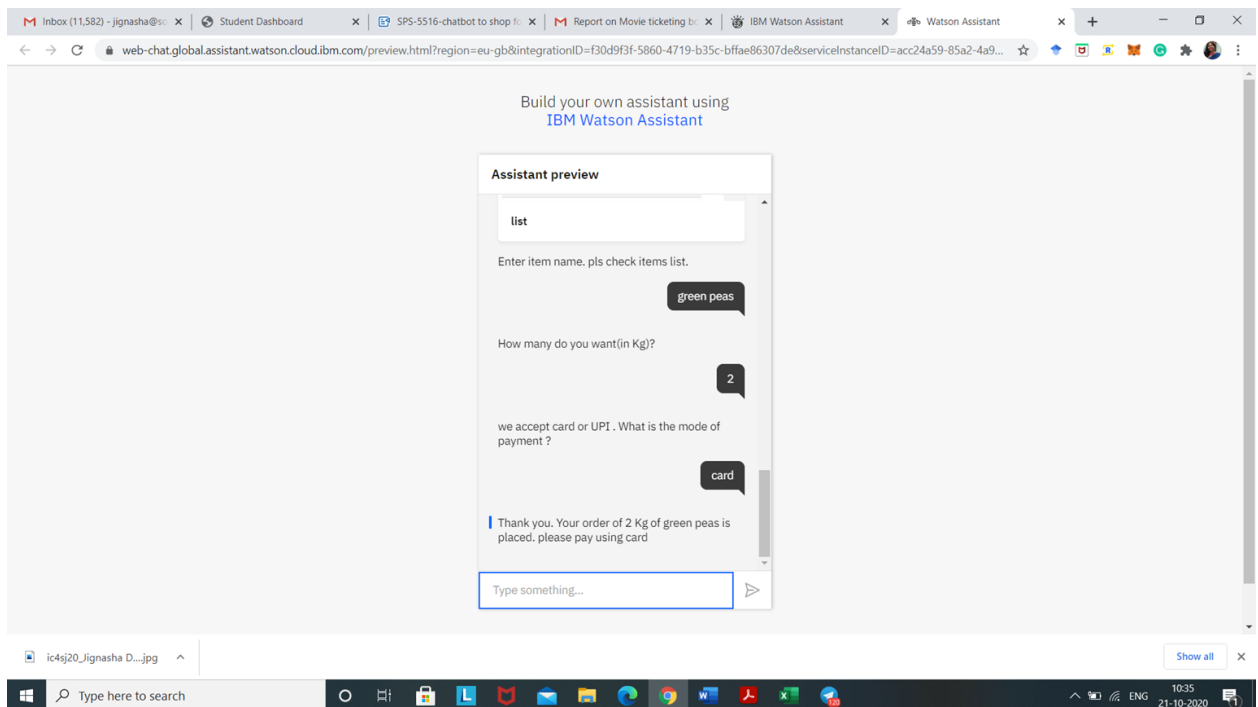 Inbox (11,582) - jignasha@so
Student Dashboard
SPS-5516-chatbot to shop fo
Report on Movie ticketing bo
IBM Watson Assistant
Watson Assistant
web-chat.global.assistant.watson.cloud.ibm.com/preview.html?region=eu-gb&integrationID=f30d9f3f-5860-4719-b35c-bffae86307de&serviceInstanceID=acc24a59-85a2-4a9...
Build your own assistant using
IBM Watson Assistant
Assistant preview
list
Enter item name. pls check items list.
green peas
How many do you want(in Kg)?
2
we accept card or UPI . What is the mode of
payment ?
card
Thank you. Your order of 2 Kg of green peas is
placed. please pay using card
Type something...
ic4sj20_Jignasha D....jpg
Show all
Type here to search
120
ENG
10:35
21-10-2020
1